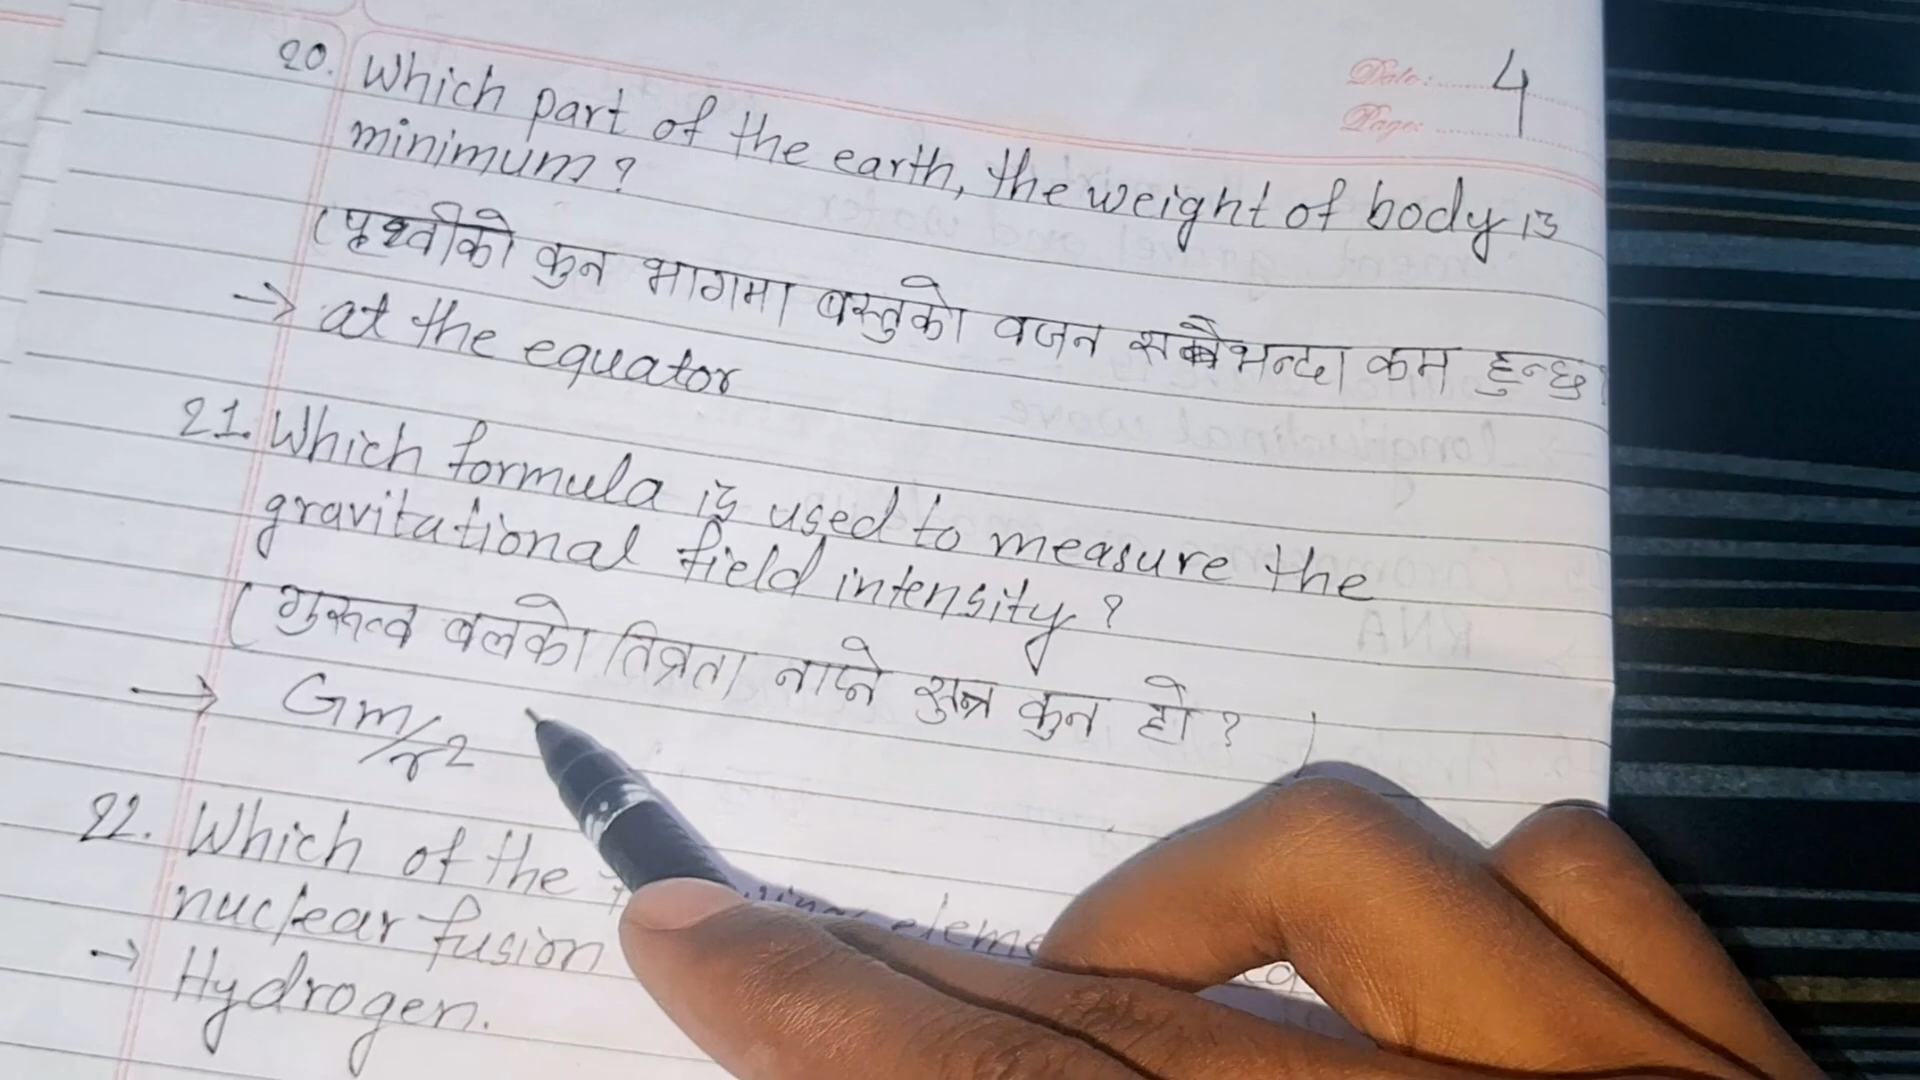 Date: 4
Page:
20. Which part of the earth, the weight of body is
minimum?
(पृथ्वीको कुन भागमा बस्तुको वजन सबैभन्दा कम हुन्छ
→ at the equator
21. Which formula is used to measure the
gravitational field intensity?
(गुरुत्व बलको तिव्रता नाप्ने सुत्र कुन हो ? )
→ Gm/r2
22. Which of the eleme
nuclear fusion
→ Hydrogen.